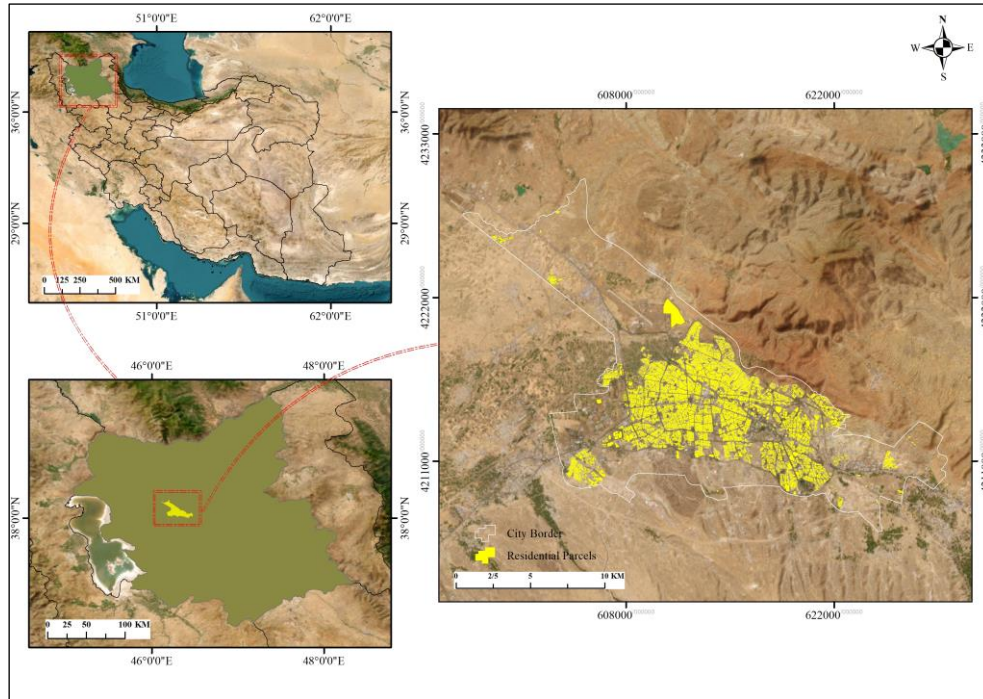 51°0'0"E 62°0'0"E
36°0'0"N
36°0'0"N
29°0'0"N
29°0'0"N
0 125 250 500 KM
51°0'0"E 62°0'0"E
46°0'0"E 48°0'0"E
38°0'0"N
38°0'0"N
0 25 50 100 KM
46°0'0"E 48°0'0"E
N
W E
S
608000 622000
4233000
4222000
4211000
City Border
Residential Parcels
0 2/5 5 10 KM
608000 622000